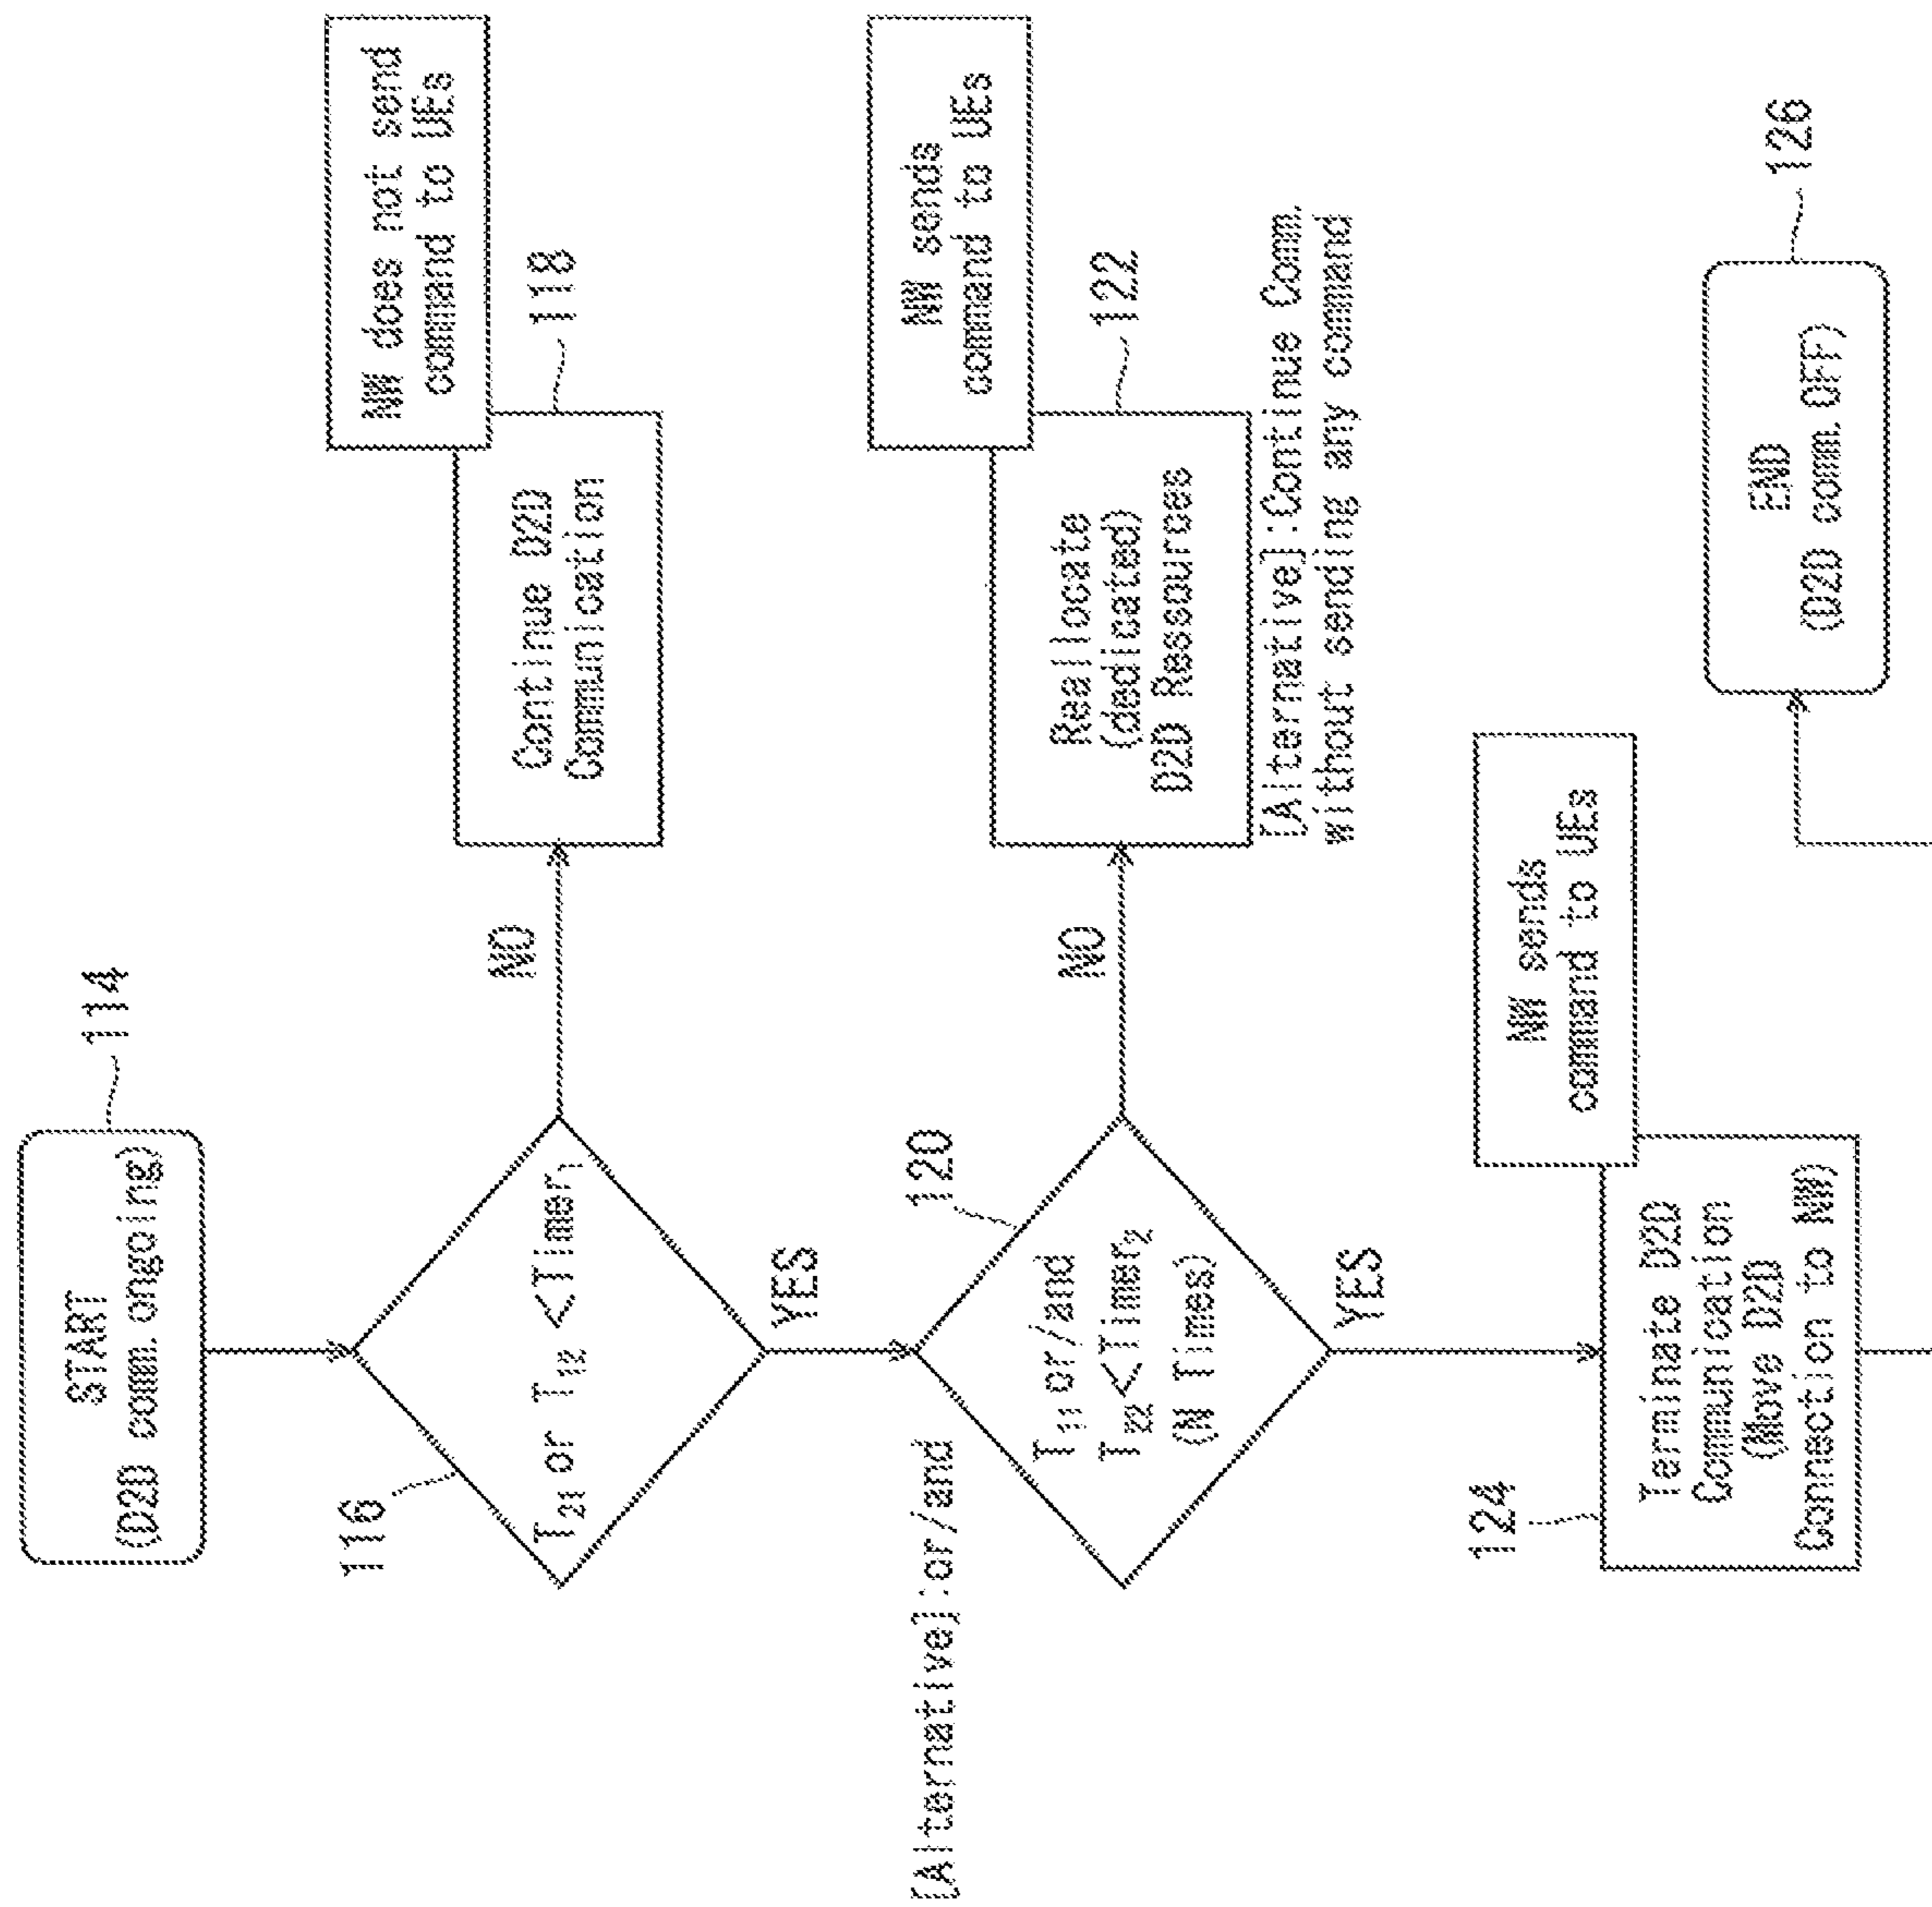 START
(D2D comm. ongoing)
114
116
T21 or T12 <Timer1
NO
Continue D2D
Communication
118
NW does not send
command to UEs
YES
[Alternative]:or/and
120
T11 or/and
T22<Timer2
(N Times)
NO
Reallocate
(dedicated)
D2D Ressources
122
NW sends
command to UEs
[Alternative]:Continue Comm.
without sending any command
YES
124
Terminate D2D
Communication
(Move D2D
Connection to NW)
NW sends
command to UEs
END
(D2D comm. OFF)
126